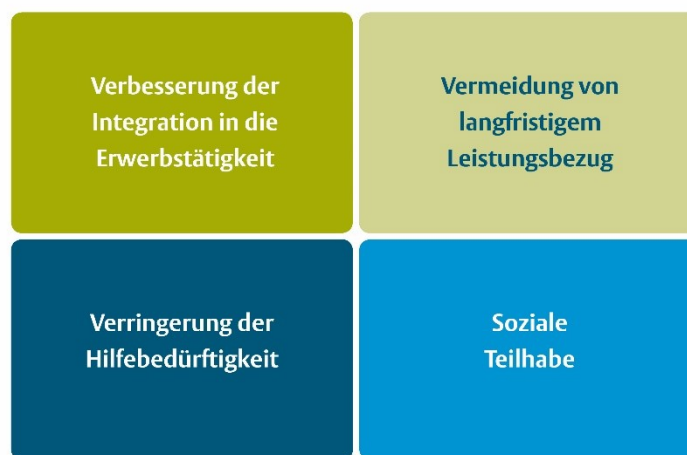 Verbesserung der
Integration in die
Erwerbstätigkeit
Vermeidung von
langfristigem
Leistungsbezug
Verringerung der
Hilfebedürftigkeit
Soziale
Teilhabe